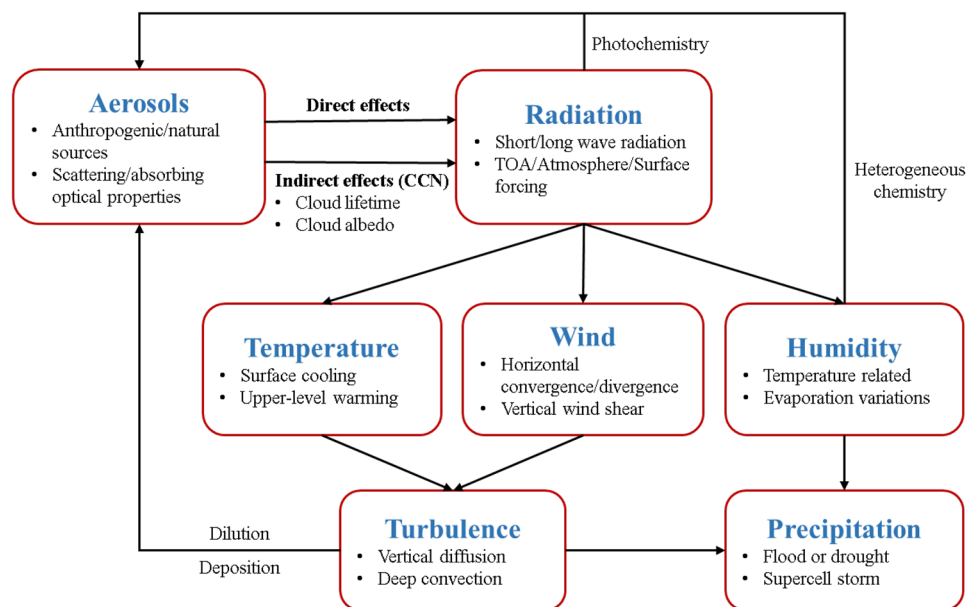 Photochemistry
Aerosols
• Anthropogenic/natural
sources
• Scattering/absorbing
optical properties
Direct effects
Indirect effects (CCN)
• Cloud lifetime
• Cloud albedo
Radiation
• Short/long wave radiation
• TOA/Atmosphere/Surface
forcing
Heterogeneous
chemistry
Temperature
• Surface cooling
• Upper-level warming
Wind
• Horizontal
convergence/divergence
• Vertical wind shear
Humidity
• Temperature related
• Evaporation variations
Dilution
Deposition
Turbulence
• Vertical diffusion
• Deep convection
Precipitation
• Flood or drought
• Supercell storm